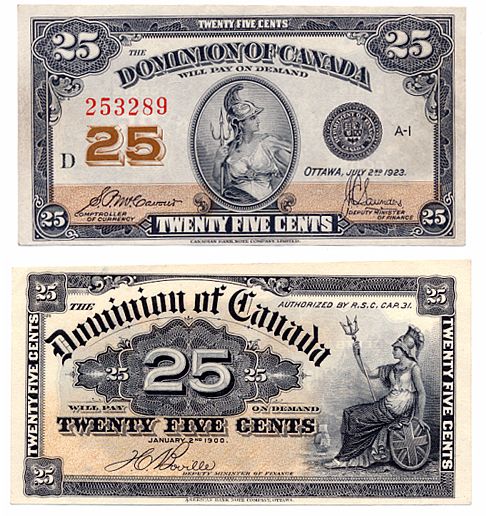 TWENTY FIVE CENTS
25 25
THE
DOMINION OF CANADA
WILL PAY ON DEMAND
253289
25
D
A-I
OTTAWA, JULY 2ND 1923.
COMPTROLLER
OF CURRENCY
DEPUTY MINISTER
OF FINANCE
25 TWENTY FIVE CENTS 25
CANADIAN BANK NOTE COMPANY, LIMITED.
25 25
THE
Dominion of Canada
AUTHORIZED BY R.S.C. CAP. 31.
TWENTY FIVE CENTS
25 25 25
TWENTY FIVE CENTS
WILL PAY ON DEMAND
TWENTY FIVE CENTS
JANUARY 2ND 1900.
DEPUTY MINISTER OF FINANCE
25 25
AMERICAN BANK NOTE COMPANY, OTTAWA.